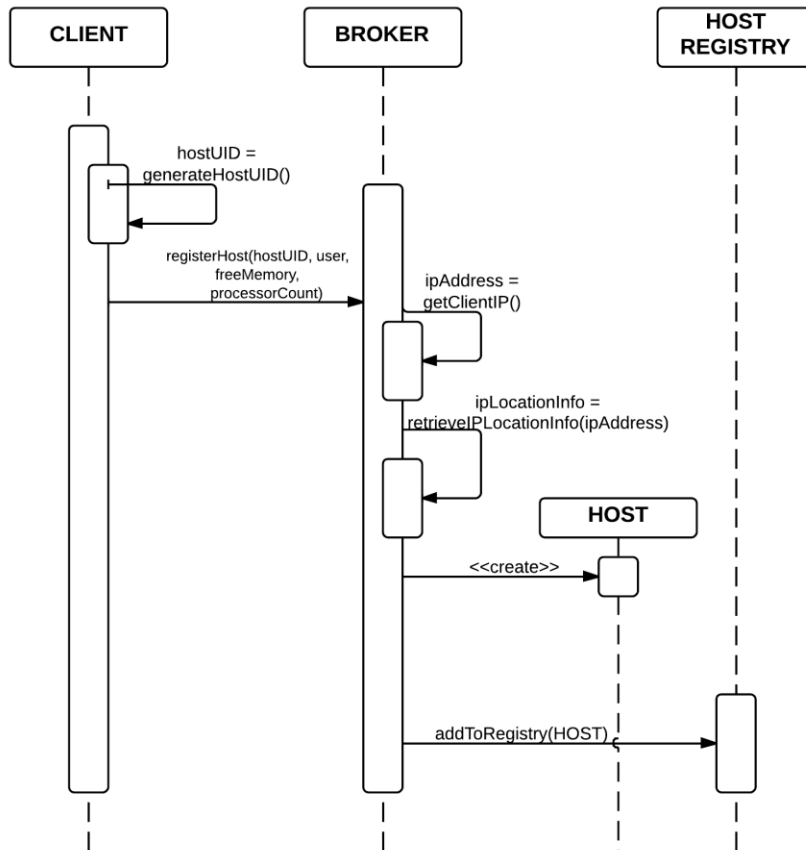 CLIENT
BROKER
HOST
REGISTRY
hostUID =
generateHostUID()
registerHost(hostUID, user,
freeMemory,
processorCount)
ipAddress =
getClientIP()
ipLocationInfo =
retrieveIPLocationInfo(ipAddress)
HOST
<<create>>
addToRegistry(HOST)